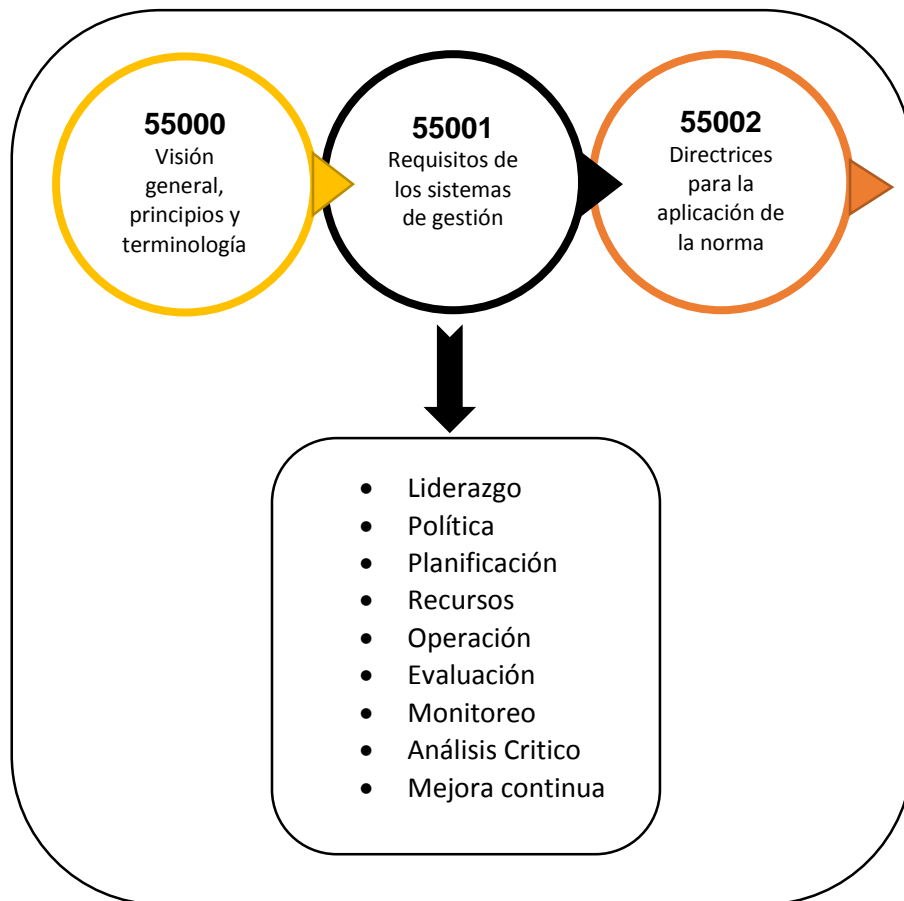 55000
Visión
general,
principios y
terminología
55001
Requisitos de
los sistemas
de gestión
55002
Directrices
para la
aplicación de
la norma
• Liderazgo
• Política
• Planificación
• Recursos
• Operación
• Evaluación
• Monitoreo
• Análisis Critico
• Mejora continua